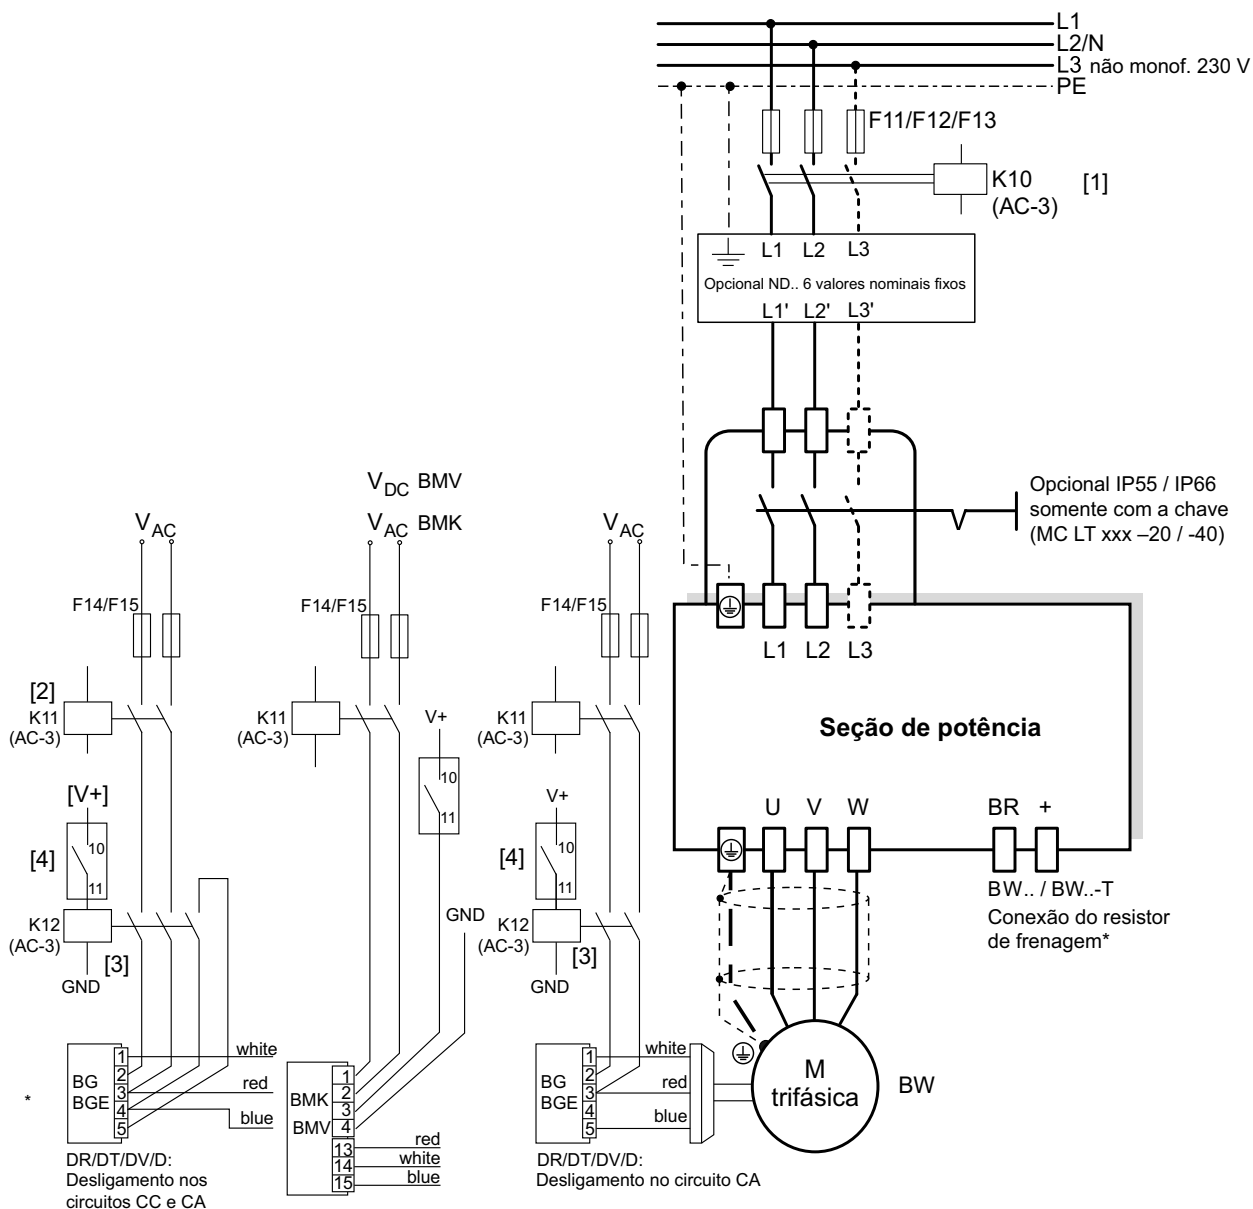 L1
L2/N
L3 não monof. 230 V
PE
F11/F12/F13
K10
(AC-3)
[1]
L1 L2 L3
Opcional ND.. 6 valores nominais fixos
L1' L2' L3'
Opcional IP55 / IP66
somente com a chave
(MC LT xxx –20 / -40)
L1 L2 L3
Seção de potência
U V W
BR +
BW.. / BW..-T
Conexão do resistor
de frenagem*
M
trifásica
BW
VAC
F14/F15
[2]
K11
(AC-3)
[V+]
[4]
10
11
K12
(AC-3)
[3]
GND
BG
BGE
1
2
3
4
5
white
red
blue
*
DR/DT/DV/D:
Desligamento nos
circuitos CC e CA
VDC BMV
VAC BMK
F14/F15
K11
(AC-3)
V+
10
11
GND
BMK
BMV
1
2
3
4
13
14
15
red
white
blue
VAC
F14/F15
K11
(AC-3)
V+
[4]
10
11
K12
(AC-3)
[3]
GND
BG
BGE
1
2
3
4
5
white
red
blue
DR/DT/DV/D:
Desligamento no circuito CA